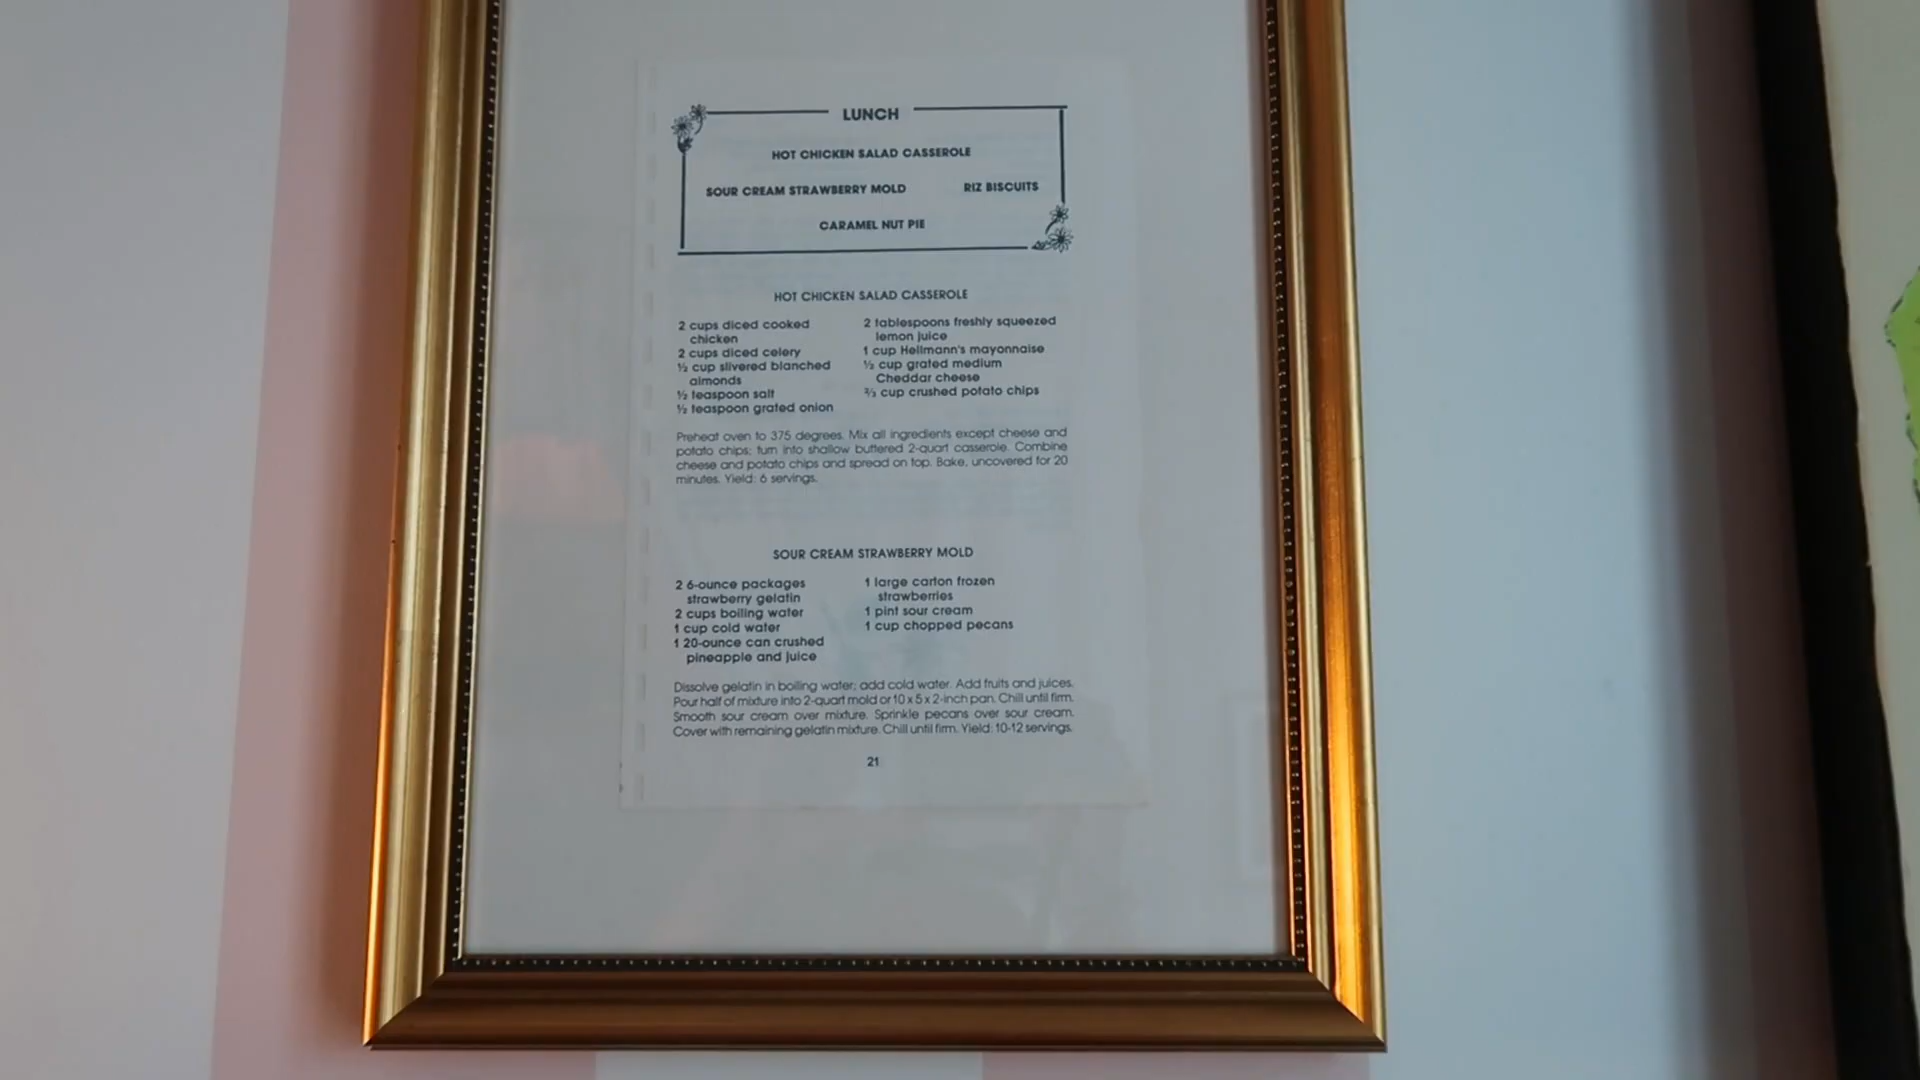 LUNCH
HOT CHICKEN SALAD CASSEROLE
SOUR CREAM STRAWBERRY MOLD RIZ BISCUITS
CARAMEL NUT PIE
HOT CHICKEN SALAD CASSEROLE
2 cups diced cooked
chicken
2 cups diced celery
½ cup slivered blanched
almonds
½ teaspoon salt
½ teaspoon grated onion
2 tablespoons freshly squeezed
lemon juice
1 cup Hellmann's mayonnaise
½ cup grated medium
Cheddar cheese
⅔ cup crushed potato chips
Preheat oven to 375 degrees. Mix all ingredients except cheese and
potato chips; turn into shallow buttered 2-quart casserole. Combine
cheese and potato chips and spread on top. Bake, uncovered for 20
minutes. Yield: 6 servings.
SOUR CREAM STRAWBERRY MOLD
2 6-ounce packages
strawberry gelatin
2 cups boiling water
1 cup cold water
1 20-ounce can crushed
pineapple and juice
1 large carton frozen
strawberries
1 pint sour cream
1 cup chopped pecans
Dissolve gelatin in boiling water; add cold water. Add fruits and juices.
Pour half of mixture into 2-quart mold or 10 x 5 x 2-inch pan. Chill until firm.
Smooth sour cream over mixture. Sprinkle pecans over sour cream.
Cover with remaining gelatin mixture. Chill until firm. Yield: 10-12 servings.
21